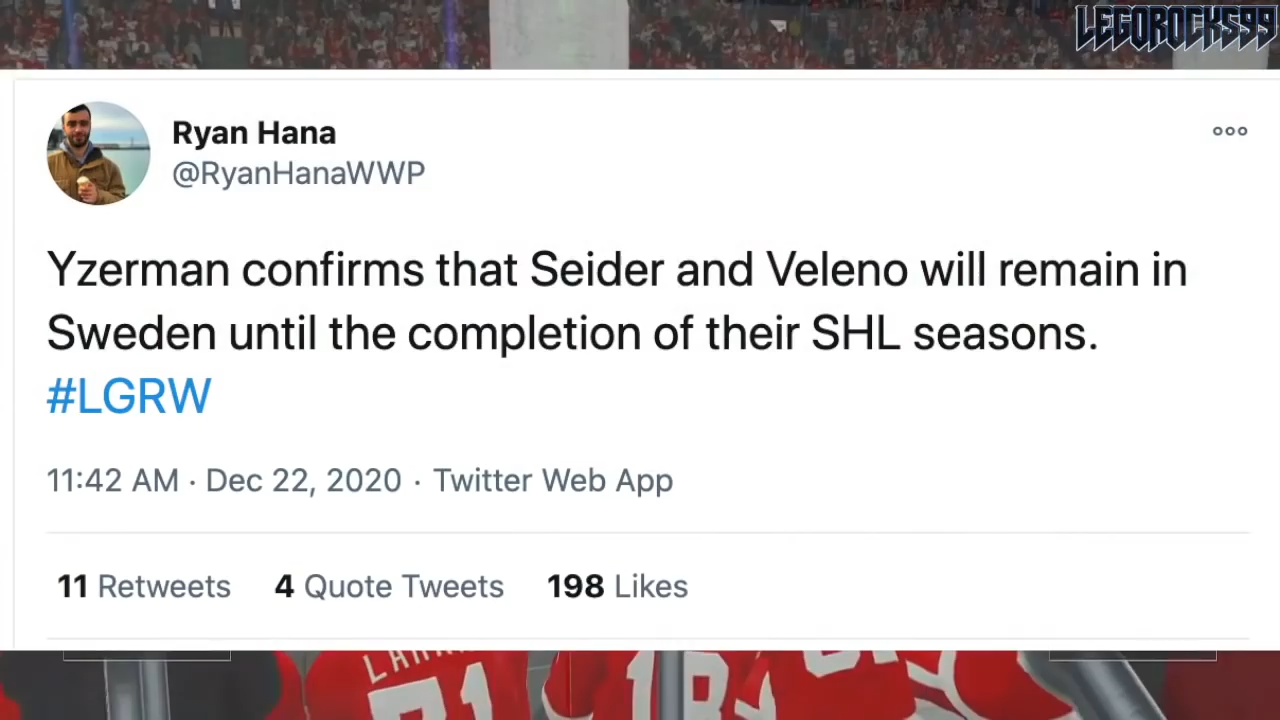 LEGOROCKS99
Ryan Hana
@RyanHanaWWP
Yzerman confirms that Seider and Veleno will remain in
Sweden until the completion of their SHL seasons.
#LGRW
11:42 AM · Dec 22, 2020 · Twitter Web App
11 Retweets 4 Quote Tweets 198 Likes
71 18